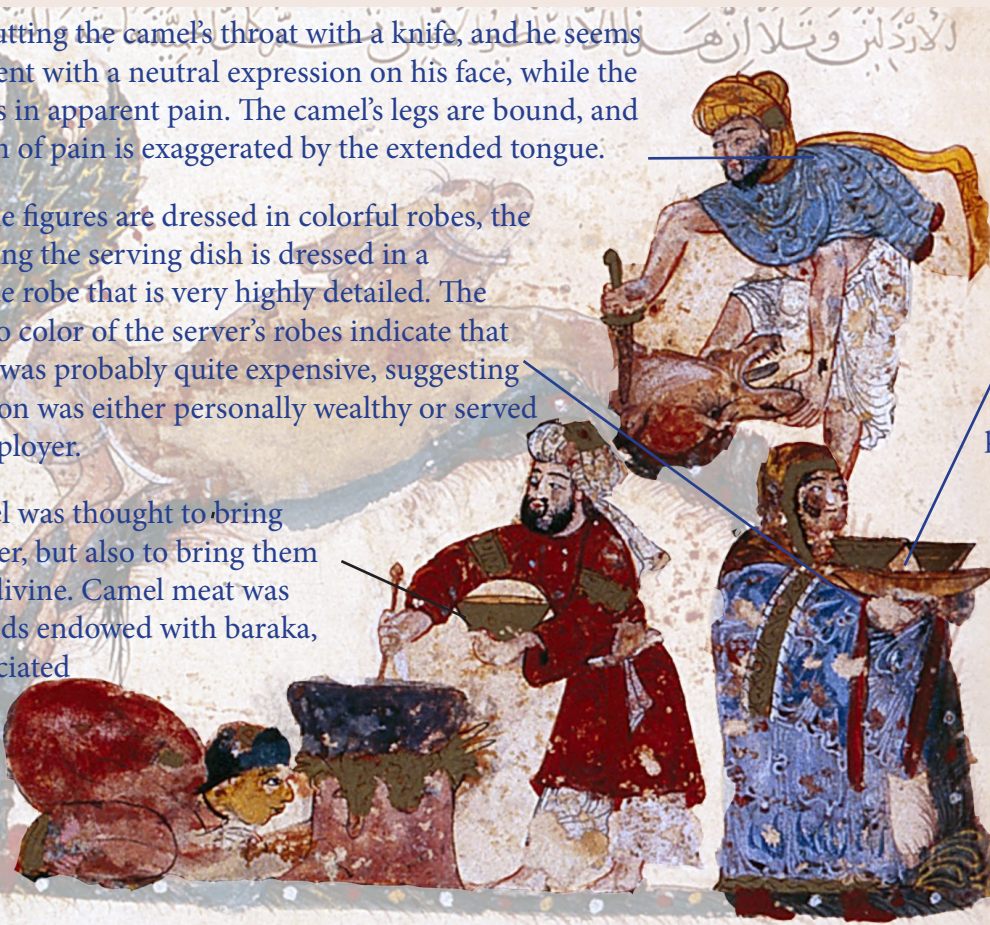 الأرذلين وتلا إن
utting the camel’s throat with a knife, and he seems
ent with a neutral expression on his face, while the
s in apparent pain. The camel’s legs are bound, and
n of pain is exaggerated by the extended tongue.
e figures are dressed in colorful robes, the
ng the serving dish is dressed in a
e robe that is very highly detailed. The
o color of the server’s robes indicate that
was probably quite expensive, suggesting
on was either personally wealthy or served
ployer.
el was thought to bring
er, but also to bring them
divine. Camel meat was
ds endowed with baraka,
ciated